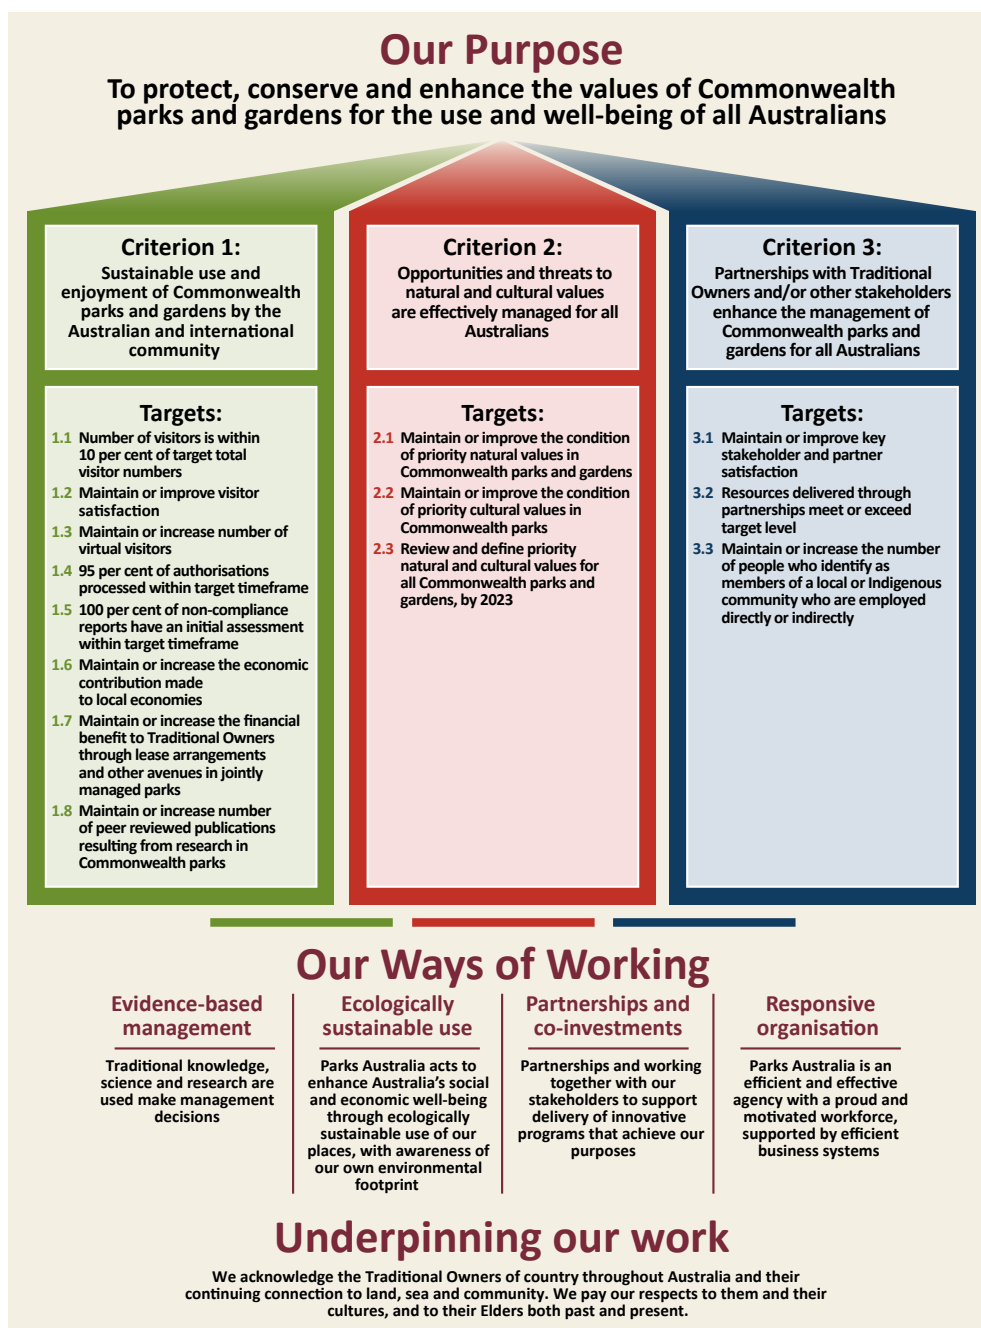 Our Purpose
To protect, conserve and enhance the values of Commonwealth
parks and gardens for the use and well-being of all Australians
Criterion 1:
Sustainable use and
enjoyment of Commonwealth
parks and gardens by the
Australian and international
community
Targets:
1.1 Number of visitors is within
10 per cent of target total
visitor numbers
1.2 Maintain or improve visitor
satisfaction
1.3 Maintain or increase number of
virtual visitors
1.4 95 per cent of authorisations
processed within target timeframe
1.5 100 per cent of non-compliance
reports have an initial assessment
within target timeframe
1.6 Maintain or increase the economic
contribution made
to local economies
1.7 Maintain or increase the financial
benefit to Traditional Owners
through lease arrangements
and other avenues in jointly
managed parks
1.8 Maintain or increase number
of peer reviewed publications
resulting from research in
Commonwealth parks
Criterion 2:
Opportunities and threats to
natural and cultural values
are effectively managed for all
Australians
Targets:
2.1 Maintain or improve the condition
of priority natural values in
Commonwealth parks and gardens
2.2 Maintain or improve the condition
of priority cultural values in
Commonwealth parks
2.3 Review and define priority
natural and cultural values for
all Commonwealth parks and
gardens, by 2023
Criterion 3:
Partnerships with Traditional
Owners and/or other stakeholders
enhance the management of
Commonwealth parks and
gardens for all Australians
Targets:
3.1 Maintain or improve key
stakeholder and partner
satisfaction
3.2 Resources delivered through
partnerships meet or exceed
target level
3.3 Maintain or increase the number
of people who identify as
members of a local or Indigenous
community who are employed
directly or indirectly
Our Ways of Working
Evidence-based
management
Traditional knowledge,
science and research are
used make management
decisions
Ecologically
sustainable use
Parks Australia acts to
enhance Australia's social
and economic well-being
through ecologically
sustainable use of our
places, with awareness of
our own environmental
footprint
Partnerships and
co-investments
Partnerships and working
together with our
stakeholders to support
delivery of innovative
programs that achieve our
purposes
Responsive
organisation
Parks Australia is an
efficient and effective
agency with a proud and
motivated workforce,
supported by efficient
business systems
Underpinning our work
We acknowledge the Traditional Owners of country throughout Australia and their
continuing connection to land, sea and community. We pay our respects to them and their
cultures, and to their Elders both past and present.